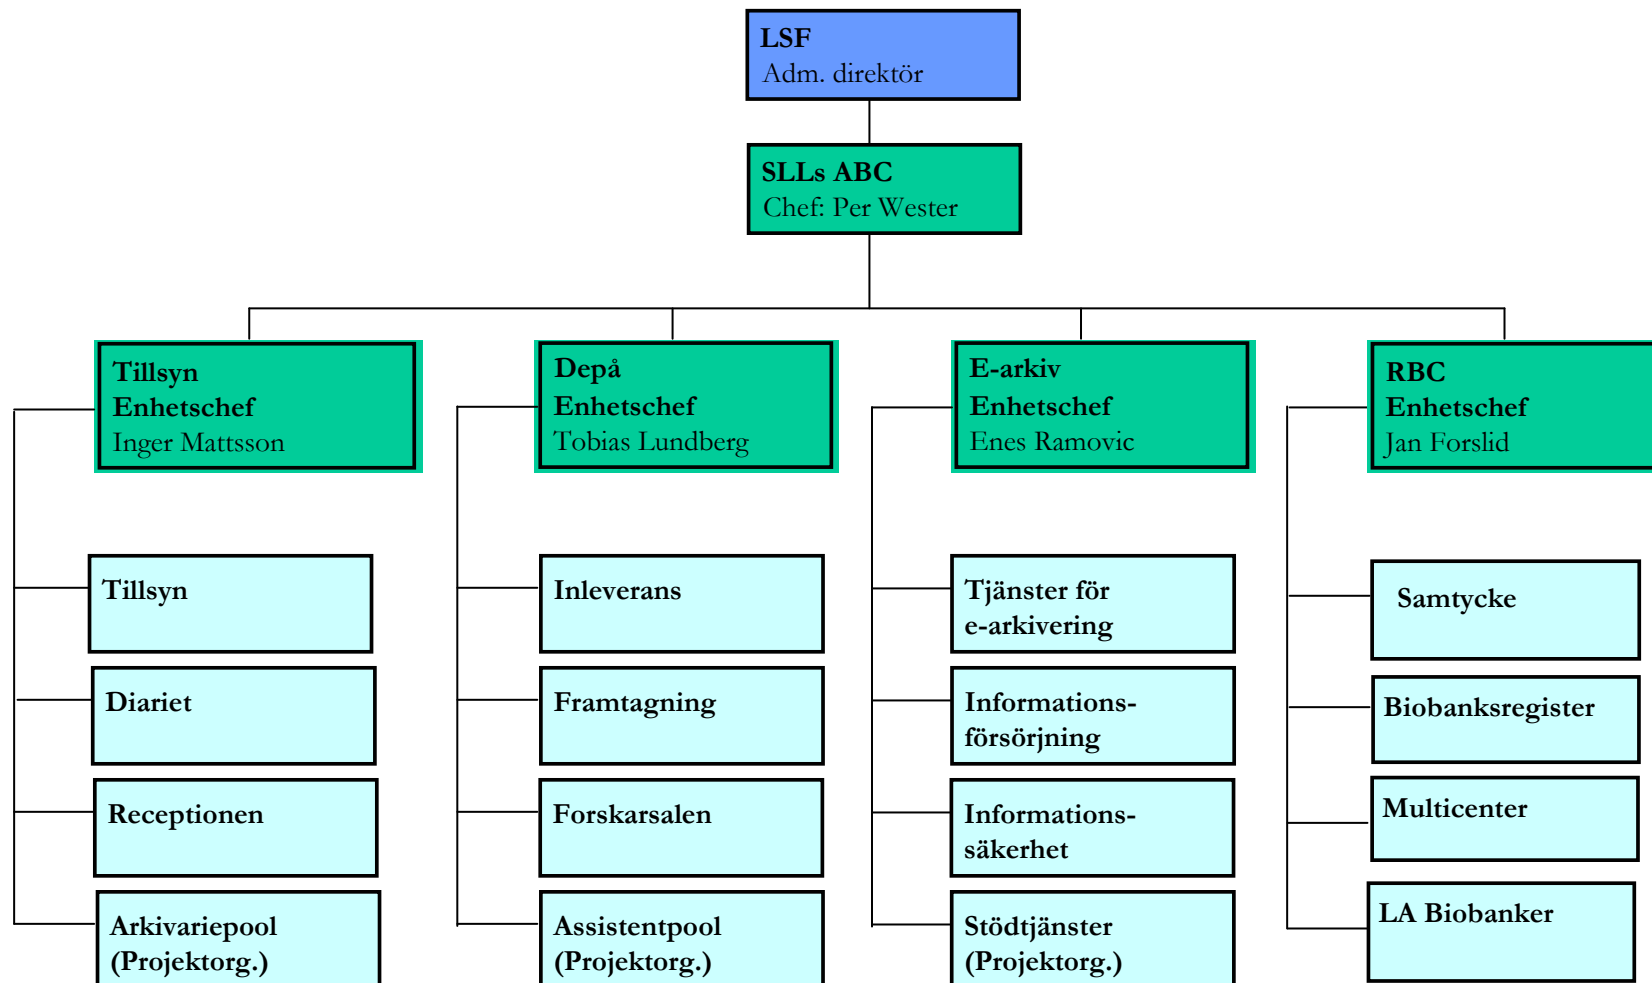 LSF
Adm. direktör
SLLs ABC
Chef: Per Wester
Tillsyn
Enhetschef
Inger Mattsson
Depå
Enhetschef
Tobias Lundberg
E-arkiv
Enhetschef
Enes Ramovic
RBC
Enhetschef
Jan Forslid
Tillsyn
Diariet
Receptionen
Arkivariepool
(Projektorg.)
Inleverans
Framtagning
Forskarsalen
Assistentpool
(Projektorg.)
Tjänster för
e-arkivering
Informations-
försörjning
Informations-
säkerhet
Stödtjänster
(Projektorg.)
Samtycke
Biobanksregister
Multicenter
LA Biobanker